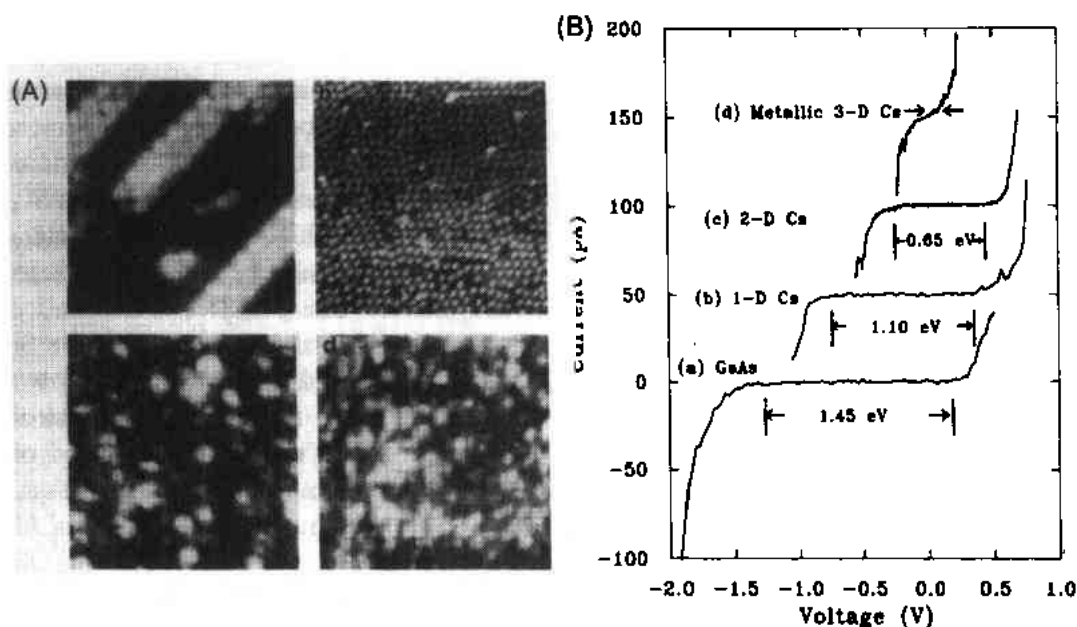 (A)
d
(B)
200
150
100
50
0
-50
-100
(d) Metallic 3-D Cs
(c) 2-D Cs
0.65 eV
(b) 1-D Cs
1.10 eV
(a) GaAs
1.45 eV
-2.0 -1.5 -1.0 -0.5 0.0 0.5 1.0
Voltage (V)